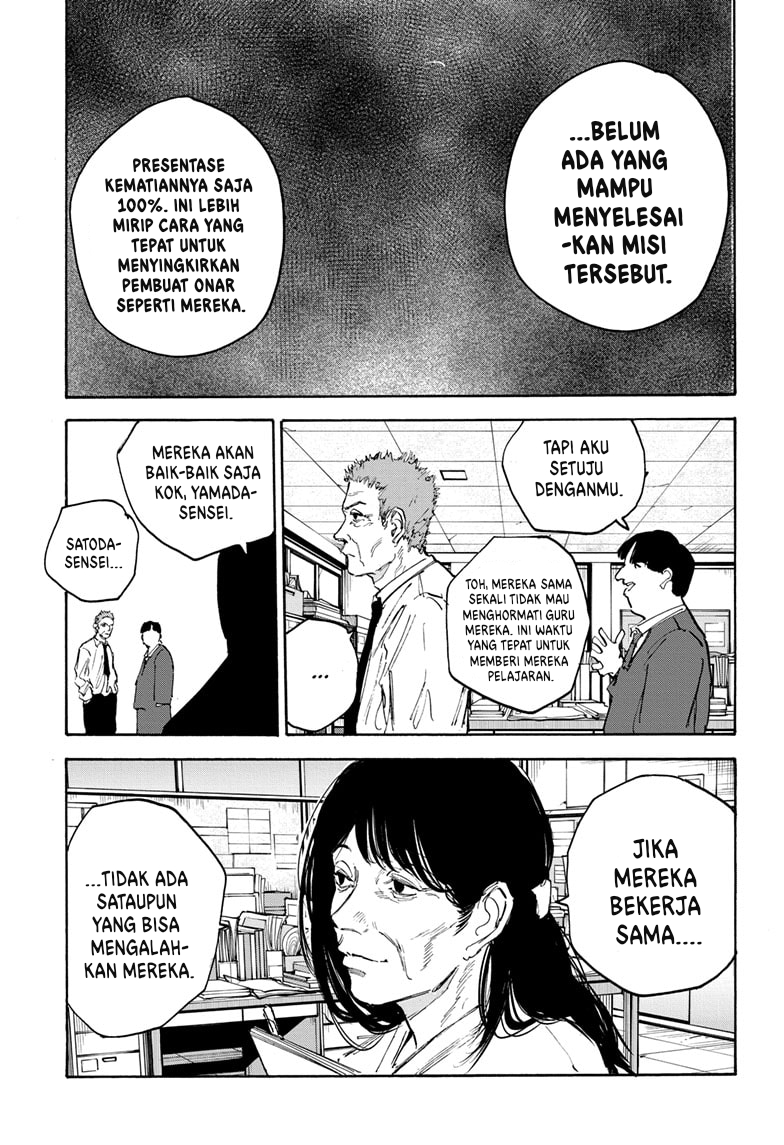 ...BELUM
ADA YANG
MAMPU
MENYELESAI
-KAN MISI
TERSEBUT.
PRESENTASE
KEMATIANNYA SAJA
100%. INI LEBIH
MIRIP CARA YANG
TEPAT UNTUK
MENYINGKIRKAN
PEMBUAT ONAR
SEPERTI MEREKA.
TAPI AKU
SETUJU
DENGANMU.
TOH, MEREKA SAMA
SEKALI TIDAK MAU
MENGHORMATI GURU
MEREKA. INI WAKTU
YANG TEPAT UNTUK
MEMBERI MEREKA
PELAJARAN.
...
MEREKA AKAN
BAIK-BAIK SAJA
KOK, YAMADA-
SENSEI.
SATODA-
SENSEI...
JIKA
MEREKA
BEKERJA
SAMA....
...TIDAK ADA
SATAUPUN
YANG BISA
MENGALAH-
KAN MEREKA.